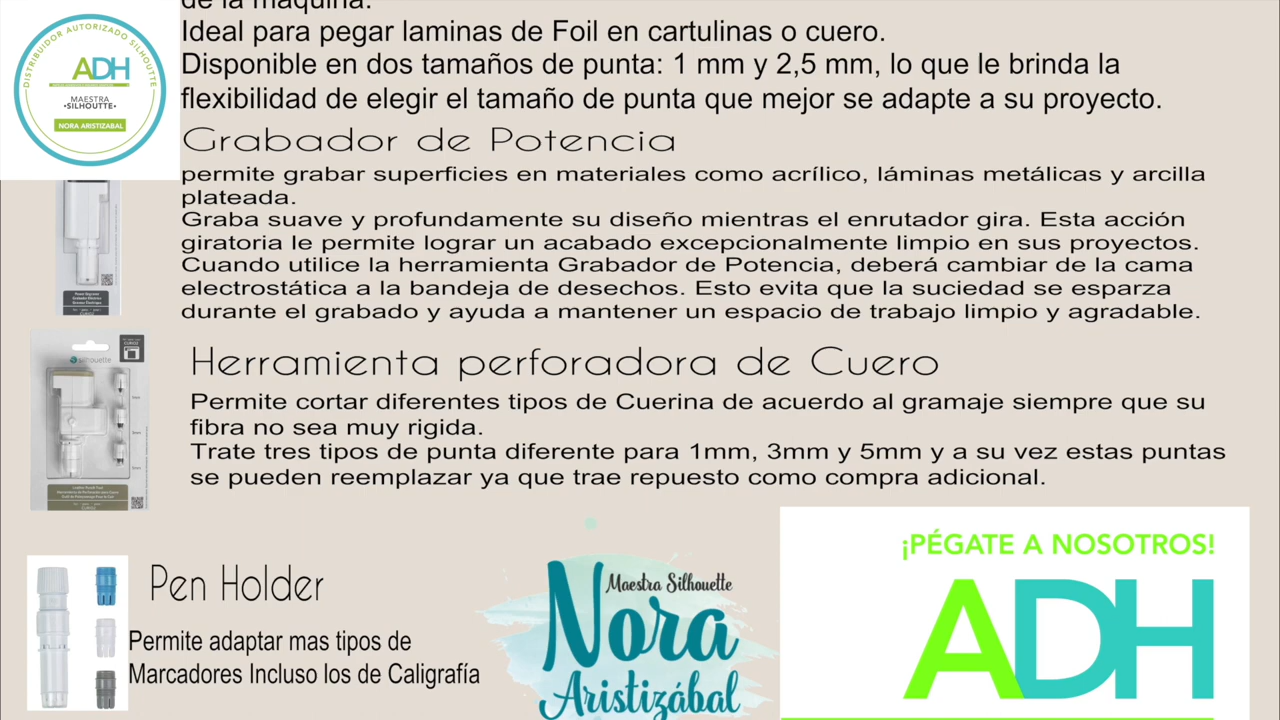 de la máquina.
Ideal para pegar laminas de Foil en cartulinas o cuero.
Disponible en dos tamaños de punta: 1 mm y 2,5 mm, lo que le brinda la
flexibilidad de elegir el tamaño de punta que mejor se adapte a su proyecto.
DISTRIBUIDOR AUTORIZADO SILHOUTTE
ADH
MAESTRA
•SILHOUTTE•
NORA ARISTIZABAL
Grabador de Potencia
permite grabar superficies en materiales como acrílico, láminas metálicas y arcilla
plateada.
Graba suave y profundamente su diseño mientras el enrutador gira. Esta acción
giratoria le permite lograr un acabado excepcionalmente limpio en sus proyectos.
Cuando utilice la herramienta Grabador de Potencia, deberá cambiar de la cama
electrostática a la bandeja de desechos. Esto evita que la suciedad se esparza
durante el grabado y ayuda a mantener un espacio de trabajo limpio y agradable.
silhouette
Herramienta perforadora de Cuero
Permite cortar diferentes tipos de Cuerina de acuerdo al gramaje siempre que su
fibra no sea muy rigida.
Trate tres tipos de punta diferente para 1mm, 3mm y 5mm y a su vez estas puntas
se pueden reemplazar ya que trae repuesto como compra adicional.
Pen Holder
Permite adaptar mas tipos de
Marcadores Incluso los de Caligrafía
Maestra Silhouette
Nora
Aristizábal
¡PÉGATE A NOSOTROS!
ADH